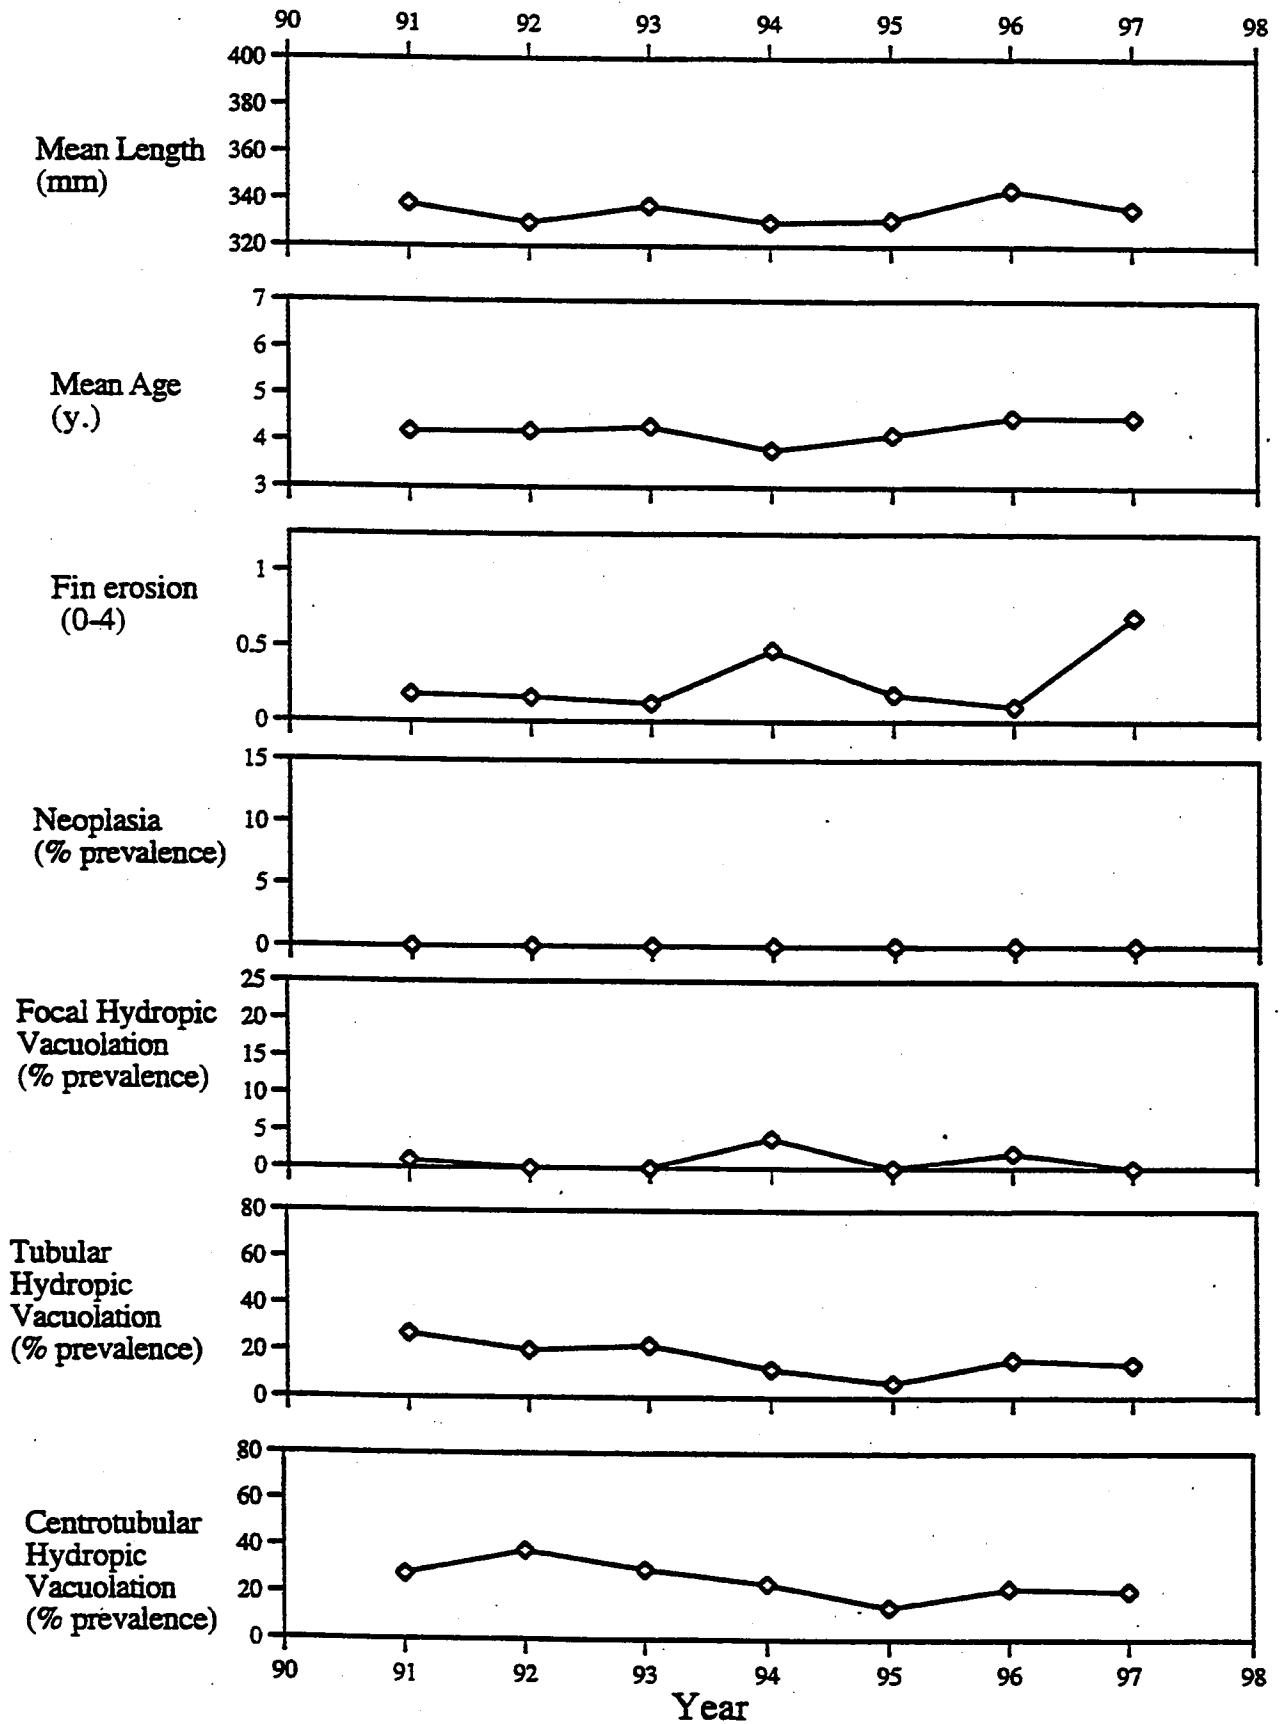 90 91 92 93 94 95 96 97 98
400
380
Mean Length 360
(mm) 340
320
7
6
Mean Age 5
(y.) 4
3
Fin erosion 1
(0-4) 0.5
0
15
Neoplasia 10
(% prevalence) 5
0
25
Focal Hydropic 20
Vacuolation 15
(% prevalence) 10
5
0
80
Tubular 60
Hydropic 40
Vacuolation 20
(% prevalence) 0
80
60
Centrotubular 40
Hydropic
Vacuolation 20
(% prevalence) 0
90 91 92 93 94 95 96 97 98
Year